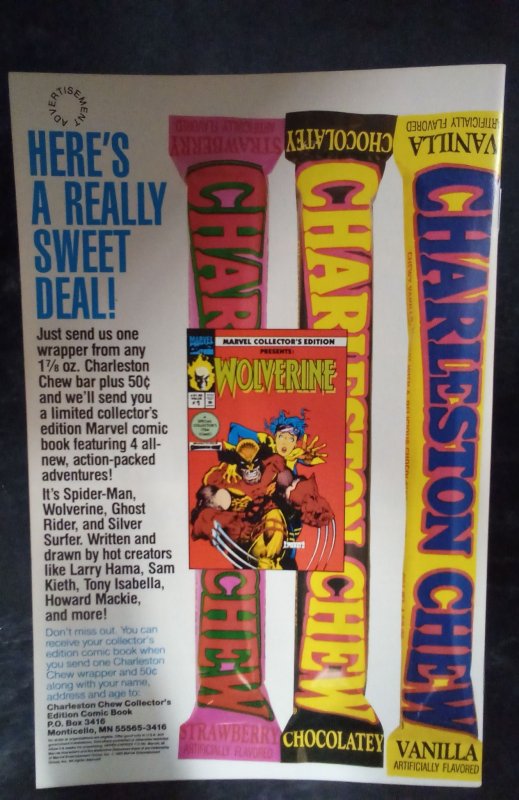 ADVERTISEMENT
HERE'S
A REALLY
SWEET
DEAL!
Just send us one
wrapper from any
1⅞ oz. Charleston
Chew bar plus 50¢
and we'll send you
a limited collector's
edition Marvel comic
book featuring 4 all-
new, action-packed
adventures!
It's Spider-Man,
Wolverine, Ghost
Rider, and Silver
Surfer. Written and
drawn by hot creators
like Larry Hama, Sam
Kieth, Tony Isabella,
Howard Mackie,
and more!
Don't miss out. You can
receive your collector's
edition comic book when
you send one Charleston
Chew wrapper and 50¢
along with your name,
address and age to:
Charleston Chew Collector's
Edition Comic Book
P.O. Box 3416
Monticello, MN 55565-3416
STRAWBERRY
ARTIFICIALLY FLAVORED
CHARLESTON CHEW
STRAWBERRY
ARTIFICIALLY FLAVORED
CHOCOLATEY
CHARLESTON CHEW
CHOCOLATEY
VANILLA
ARTIFICIALLY FLAVORED
CHARLESTON CHEW
VANILLA
ARTIFICIALLY FLAVORED
MARVEL COLLECTOR'S EDITION
PRESENTS:
WOLVERINE
#1